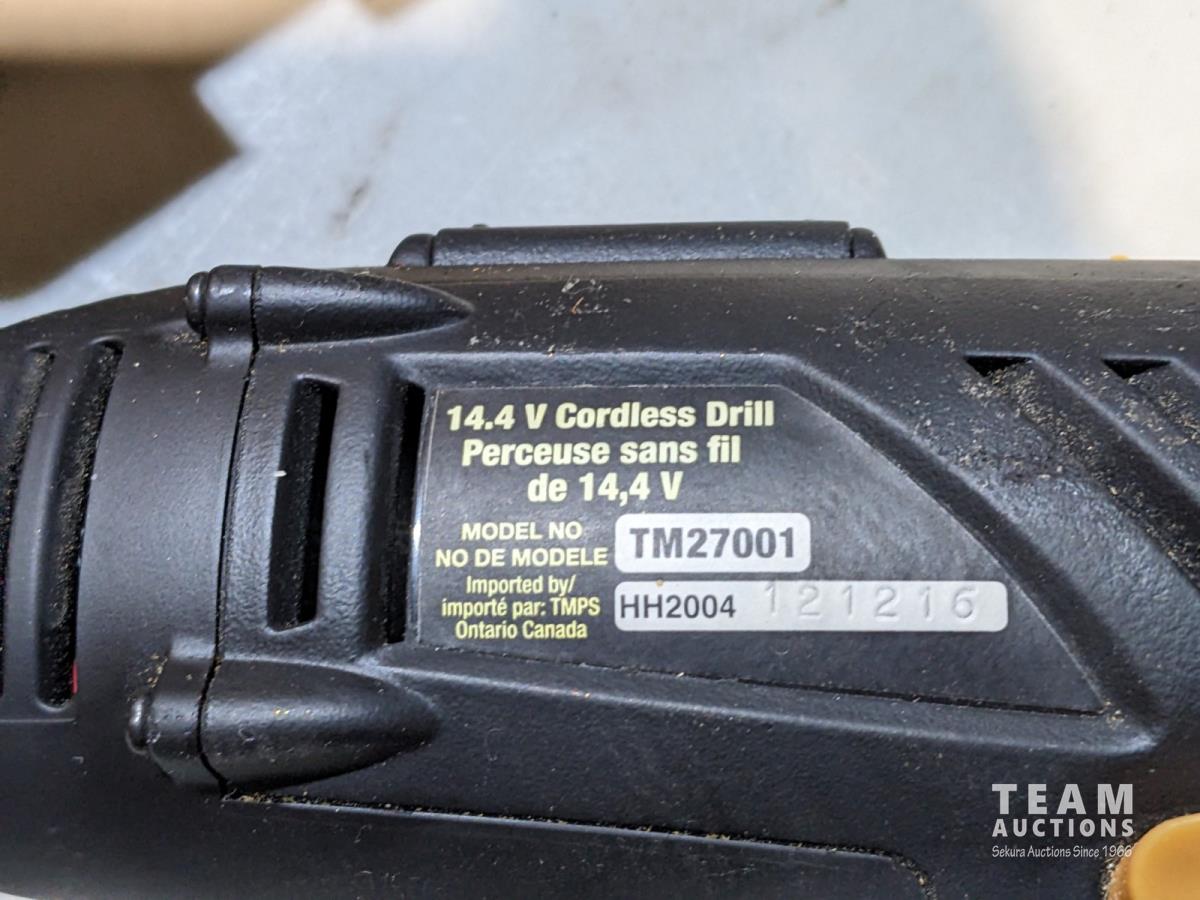 14.4 V Cordless Drill
Perceuse sans fil
de 14,4 V
MODEL NO
NO DE MODELE TM27001
Imported by/
importé par: TMPS
Ontario Canada
HH2004 121216
TEAM
AUCTIONS
Sekura Auctions Since 1966